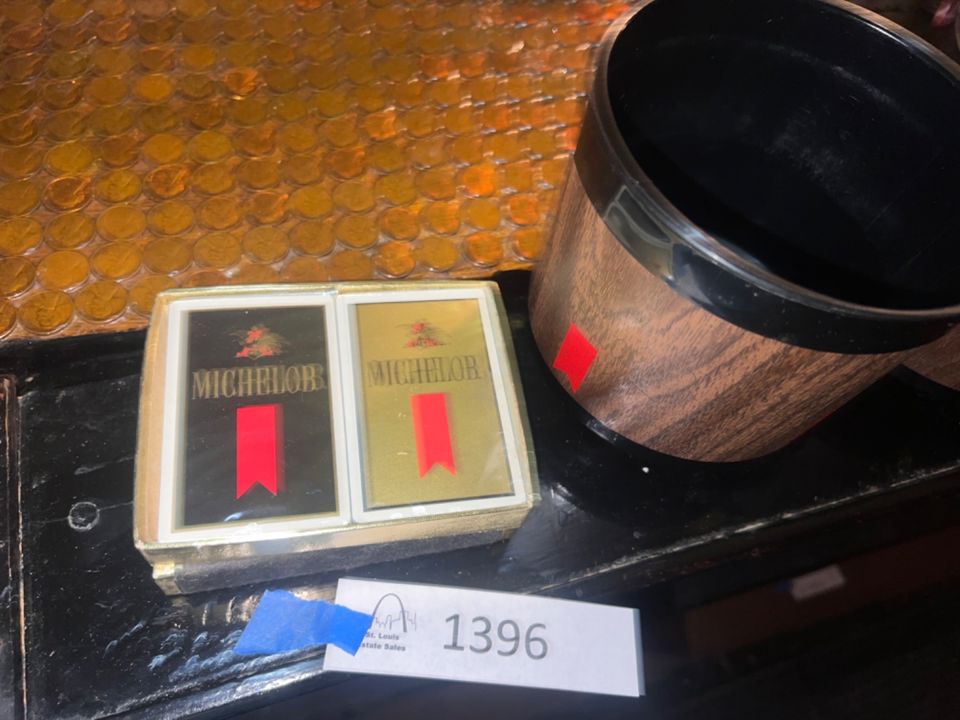 MICHELOB
MICHELOB
St. Louis
Estate Sales
1396